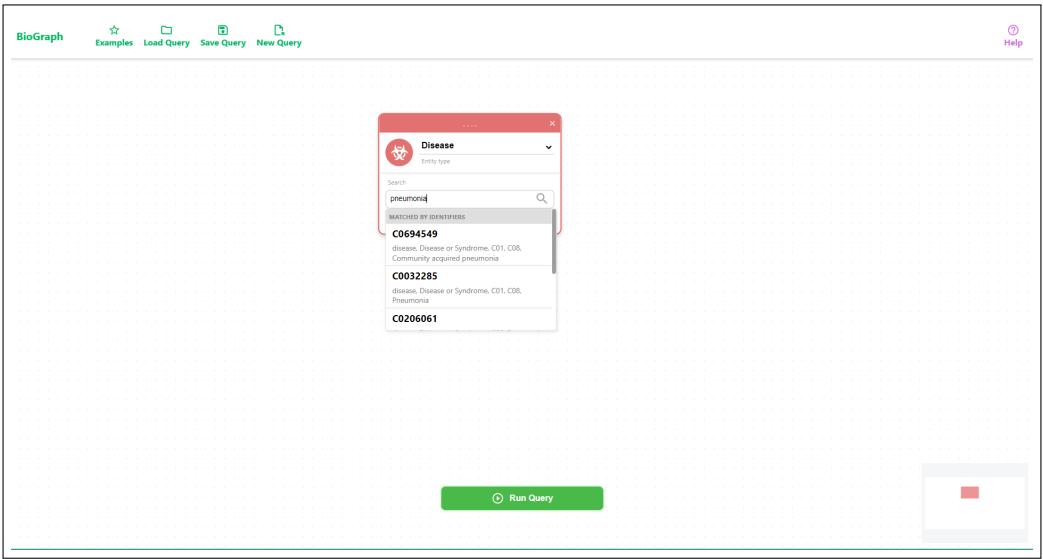 BioGraph
Examples Load Query Save Query New Query
Help
Disease
Entity type
Search
pneumonia
MATCHED BY IDENTIFIERS
C0694549
disease, Disease or Syndrome, C01, C08,
Community acquired pneumonia
C0032285
disease, Disease or Syndrome, C01, C08,
Pneumonia
C0206061
Run Query